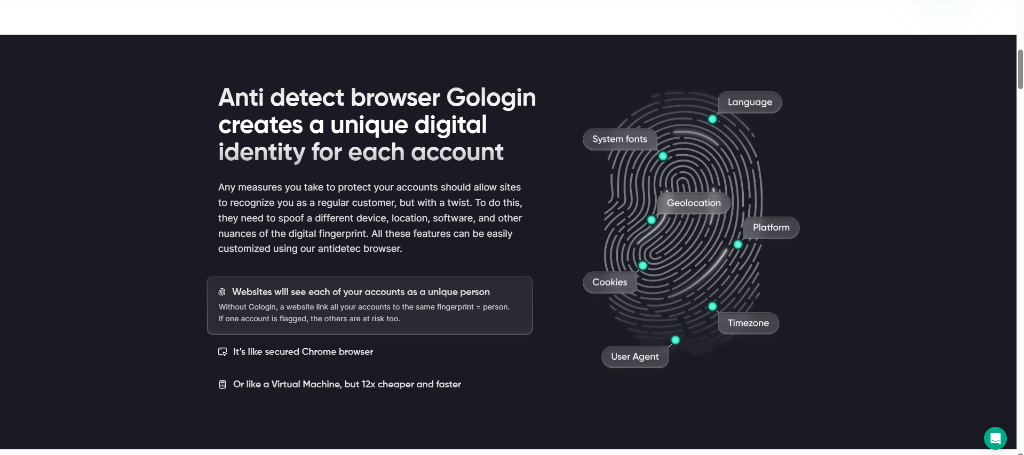 Anti detect browser Gologin
creates a unique digital
identity for each account
Any measures you take to protect your accounts should allow sites
to recognize you as a regular customer, but with a twist. To do this,
they need to spoof a different device, location, software, and other
nuances of the digital fingerprint. All these features can be easily
customized using our antidetec browser.
Websites will see each of your accounts as a unique person
Without Gologin, a website link all your accounts to the same fingerprint = person.
If one account is flagged, the others are at risk too.
It's like secured Chrome browser
Or like a Virtual Machine, but 12x cheaper and faster
Language
System fonts
Geolocation
Platform
Cookies
Timezone
User Agent